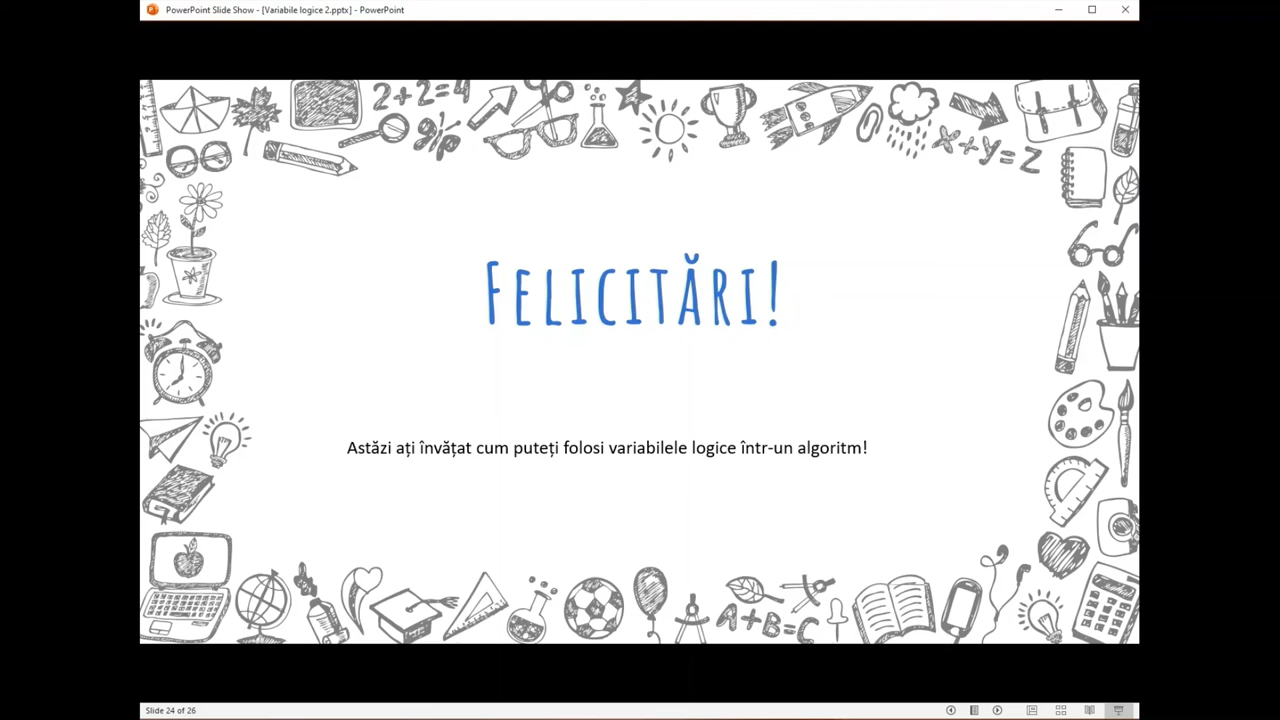 PowerPoint Slide Show - [Variabile logice 2.pptx] - PowerPoint
2+2=4
x+y=z
FELICITĂRI!
Astăzi ați învățat cum puteți folosi variabilele logice într-un algoritm!
A+B=C
Slide 24 of 26